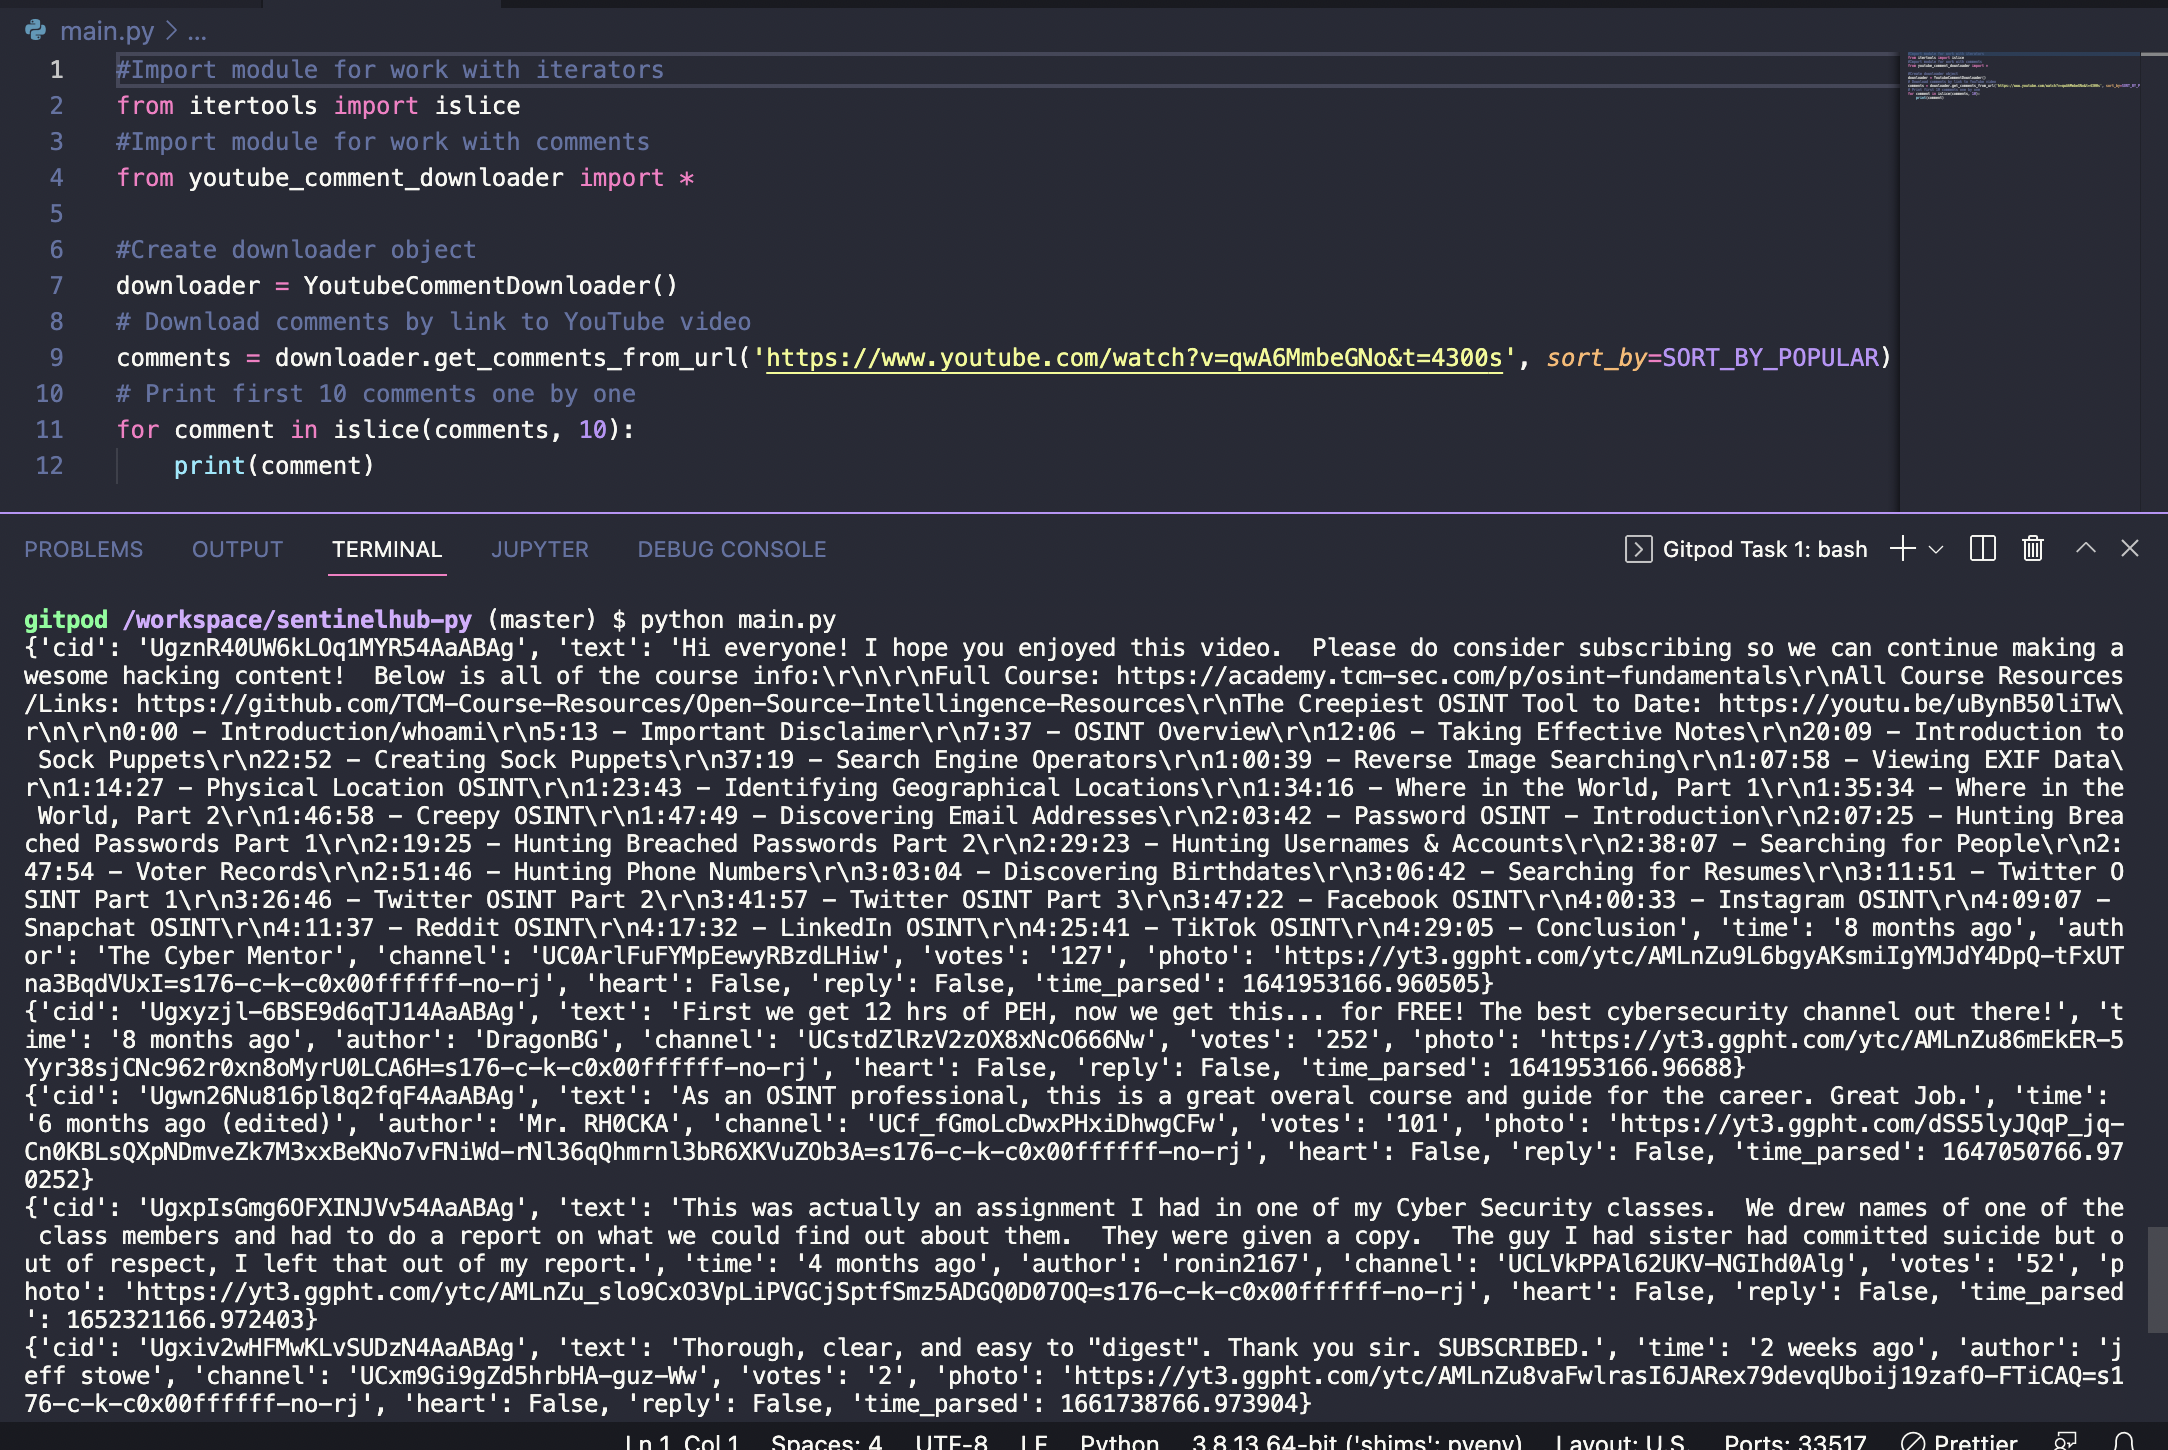 main.py > ...
1 #Import module for work with iterators
2 from itertools import islice
3 #Import module for work with comments
4 from youtube_comment_downloader import *
5
6 #Create downloader object
7 downloader = YoutubeCommentDownloader()
8 # Download comments by link to YouTube video
9 comments = downloader.get_comments_from_url('https://www.youtube.com/watch?v=qwA6MmbeGNo&t=4300s', sort_by=SORT_BY_POPULAR)
10 # Print first 10 comments one by one
11 for comment in islice(comments, 10):
12     print(comment)
PROBLEMS OUTPUT TERMINAL JUPYTER DEBUG CONSOLE Gitpod Task 1: bash
gitpod /workspace/sentinelhub-py (master) $ python main.py
{'cid': 'UgznR40UW6kLOq1MYR54AaABAg', 'text': 'Hi everyone! I hope you enjoyed this video.  Please do consider subscribing so we can continue making a
wesome hacking content!  Below is all of the course info:\r\n\r\nFull Course: https://academy.tcm-sec.com/p/osint-fundamentals\r\nAll Course Resources
/Links: https://github.com/TCM-Course-Resources/Open-Source-Intellingence-Resources\r\nThe Creepiest OSINT Tool to Date: https://youtu.be/uBynB50liTw\
r\n\r\n0:00 - Introduction/whoami\r\n5:13 - Important Disclaimer\r\n7:37 - OSINT Overview\r\n12:06 - Taking Effective Notes\r\n20:09 - Introduction to
 Sock Puppets\r\n22:52 - Creating Sock Puppets\r\n37:19 - Search Engine Operators\r\n1:00:39 - Reverse Image Searching\r\n1:07:58 - Viewing EXIF Data\
r\n1:14:27 - Physical Location OSINT\r\n1:23:43 - Identifying Geographical Locations\r\n1:34:16 - Where in the World, Part 1\r\n1:35:34 - Where in the
 World, Part 2\r\n1:46:58 - Creepy OSINT\r\n1:47:49 - Discovering Email Addresses\r\n2:03:42 - Password OSINT - Introduction\r\n2:07:25 - Hunting Brea
ched Passwords Part 1\r\n2:19:25 - Hunting Breached Passwords Part 2\r\n2:29:23 - Hunting Usernames & Accounts\r\n2:38:07 - Searching for People\r\n2:
47:54 - Voter Records\r\n2:51:46 - Hunting Phone Numbers\r\n3:03:04 - Discovering Birthdates\r\n3:06:42 - Searching for Resumes\r\n3:11:51 - Twitter O
SINT Part 1\r\n3:26:46 - Twitter OSINT Part 2\r\n3:41:57 - Twitter OSINT Part 3\r\n3:47:22 - Facebook OSINT\r\n4:00:33 - Instagram OSINT\r\n4:09:07 -
Snapchat OSINT\r\n4:11:37 - Reddit OSINT\r\n4:17:32 - LinkedIn OSINT\r\n4:25:41 - TikTok OSINT\r\n4:29:05 - Conclusion', 'time': '8 months ago', 'auth
or': 'The Cyber Mentor', 'channel': 'UC0ArlFuFYMpEewyRBzdLHiw', 'votes': '127', 'photo': 'https://yt3.ggpht.com/ytc/AMLnZu9L6bgyAKsmiIgYMJdY4DpQ-tFxUT
na3BqdVUxI=s176-c-k-c0x00ffffff-no-rj', 'heart': False, 'reply': False, 'time_parsed': 1641953166.960505}
{'cid': 'Ugxyzjl-6BSE9d6qTJ14AaABAg', 'text': 'First we get 12 hrs of PEH, now we get this... for FREE! The best cybersecurity channel out there!', 't
ime': '8 months ago', 'author': 'DragonBG', 'channel': 'UCstdZlRzV2zOX8xNcO666Nw', 'votes': '252', 'photo': 'https://yt3.ggpht.com/ytc/AMLnZu86mEkER-5
Yyr38sjCNc962r0xn8oMyrU0LCA6H=s176-c-k-c0x00ffffff-no-rj', 'heart': False, 'reply': False, 'time_parsed': 1641953166.96688}
{'cid': 'Ugwn26Nu816pl8q2fqF4AaABAg', 'text': 'As an OSINT professional, this is a great overal course and guide for the career. Great Job.', 'time':
'6 months ago (edited)', 'author': 'Mr. RH0CKA', 'channel': 'UCf_fGmoLcDwxPHxiDhwgCFw', 'votes': '101', 'photo': 'https://yt3.ggpht.com/dSS5lyJQqP_jq-
Cn0KBLsQXpNDmveZk7M3xxBeKNo7vFNiWd-rNl36qQhmrnl3bR6XKVuZOb3A=s176-c-k-c0x00ffffff-no-rj', 'heart': False, 'reply': False, 'time_parsed': 1647050766.97
0252}
{'cid': 'UgxpIsGmg6OFXINJVv54AaABAg', 'text': 'This was actually an assignment I had in one of my Cyber Security classes.  We drew names of one of the
 class members and had to do a report on what we could find out about them.  They were given a copy.  The guy I had sister had committed suicide but o
ut of respect, I left that out of my report.', 'time': '4 months ago', 'author': 'ronin2167', 'channel': 'UCLVkPPAl62UKV-NGIhd0Alg', 'votes': '52', 'p
hoto': 'https://yt3.ggpht.com/ytc/AMLnZu_slo9CxO3VpLiPVGCjSptfSmz5ADGQ0D07OQ=s176-c-k-c0x00ffffff-no-rj', 'heart': False, 'reply': False, 'time_parsed
': 1652321166.972403}
{'cid': 'Ugxiv2wHFMwKLvSUDzN4AaABAg', 'text': 'Thorough, clear, and easy to "digest". Thank you sir. SUBSCRIBED.', 'time': '2 weeks ago', 'author': 'j
eff stowe', 'channel': 'UCxm9Gi9gZd5hrbHA-guz-Ww', 'votes': '2', 'photo': 'https://yt3.ggpht.com/ytc/AMLnZu8vaFwlrasI6JARex79devqUboij19zafO-FTiCAQ=s1
76-c-k-c0x00ffffff-no-rj', 'heart': False, 'reply': False, 'time_parsed': 1661738766.973904}
Ln 1, Col 1 Spaces: 4 UTF-8 LF Python 3.8.13 64-bit ('shims': pyenv) Layout: U.S. Ports: 33517 Prettier